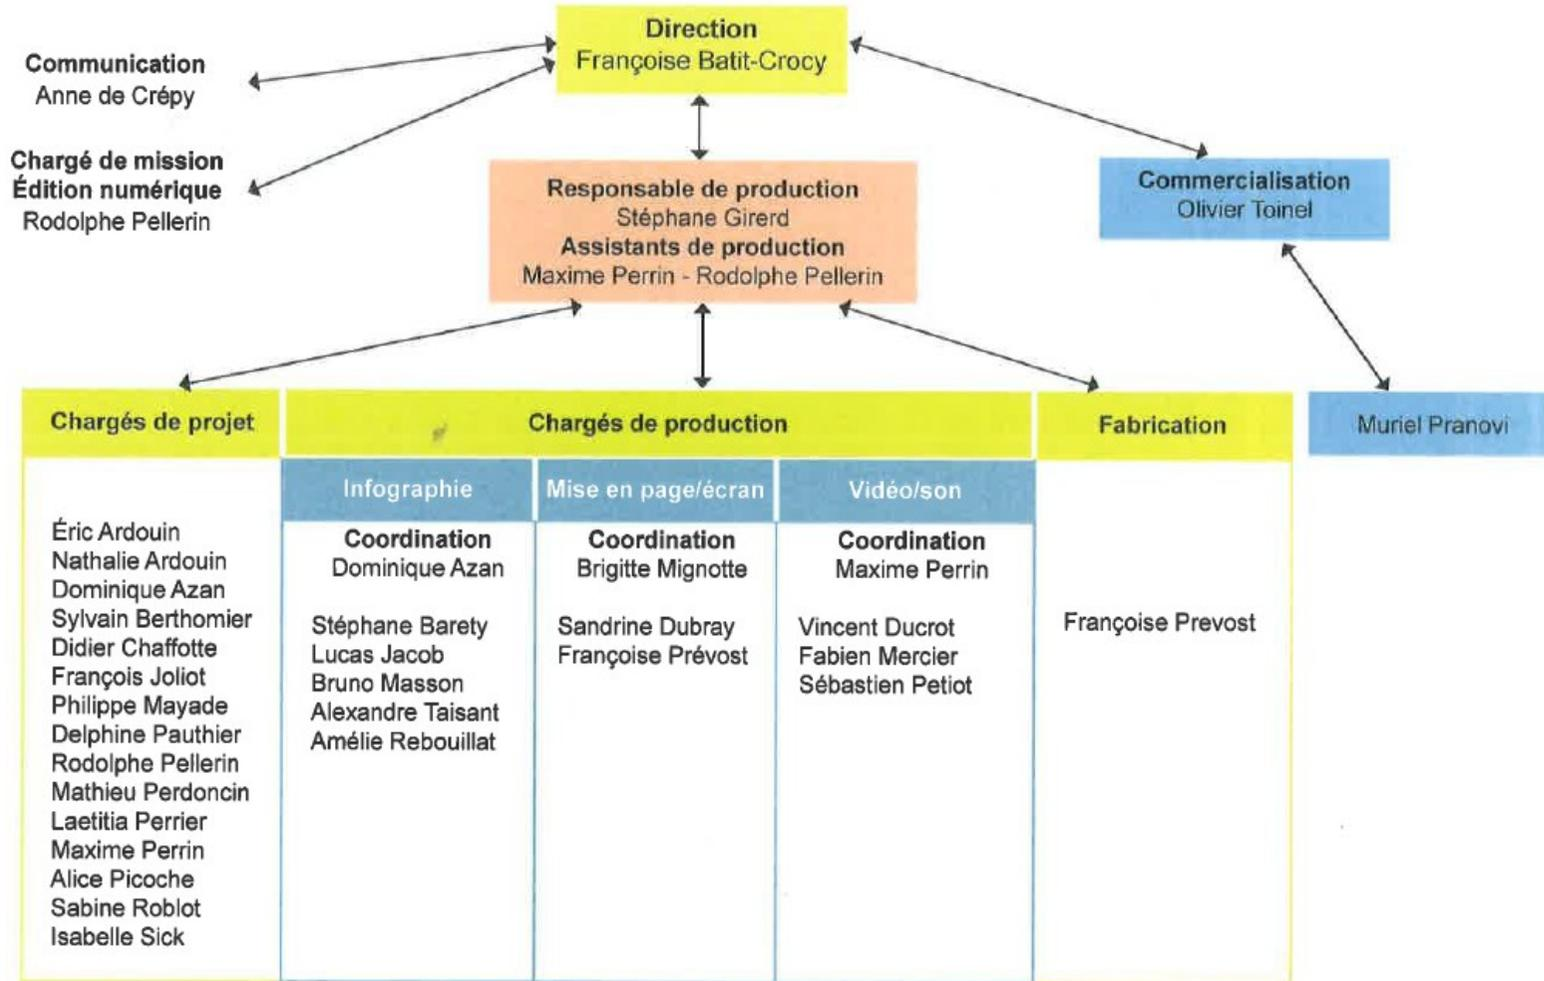 Direction
Françoise Batit-Crocy
Communication
Anne de Crépy
Chargé de mission
Édition numérique
Rodolphe Pellerin
Responsable de production
Stéphane Girerd
Assistants de production
Maxime Perrin - Rodolphe Pellerin
Commercialisation
Olivier Toinel
Muriel Pranovi
Chargés de projet
Éric Ardouin
Nathalie Ardouin
Dominique Azan
Sylvain Berthomier
Didier Chaffotte
François Joliot
Philippe Mayade
Delphine Pauthier
Rodolphe Pellerin
Mathieu Perdoncin
Laetitia Perrier
Maxime Perrin
Alice Picoche
Sabine Roblot
Isabelle Sick
Chargés de production
Infographie
Coordination
Dominique Azan
Stéphane Barety
Lucas Jacob
Bruno Masson
Alexandre Taisant
Amélie Rebouillat
Mise en page/écran
Coordination
Brigitte Mignotte
Sandrine Dubray
Françoise Prévost
Vidéo/son
Coordination
Maxime Perrin
Vincent Ducrot
Fabien Mercier
Sébastien Petiot
Fabrication
Françoise Prevost